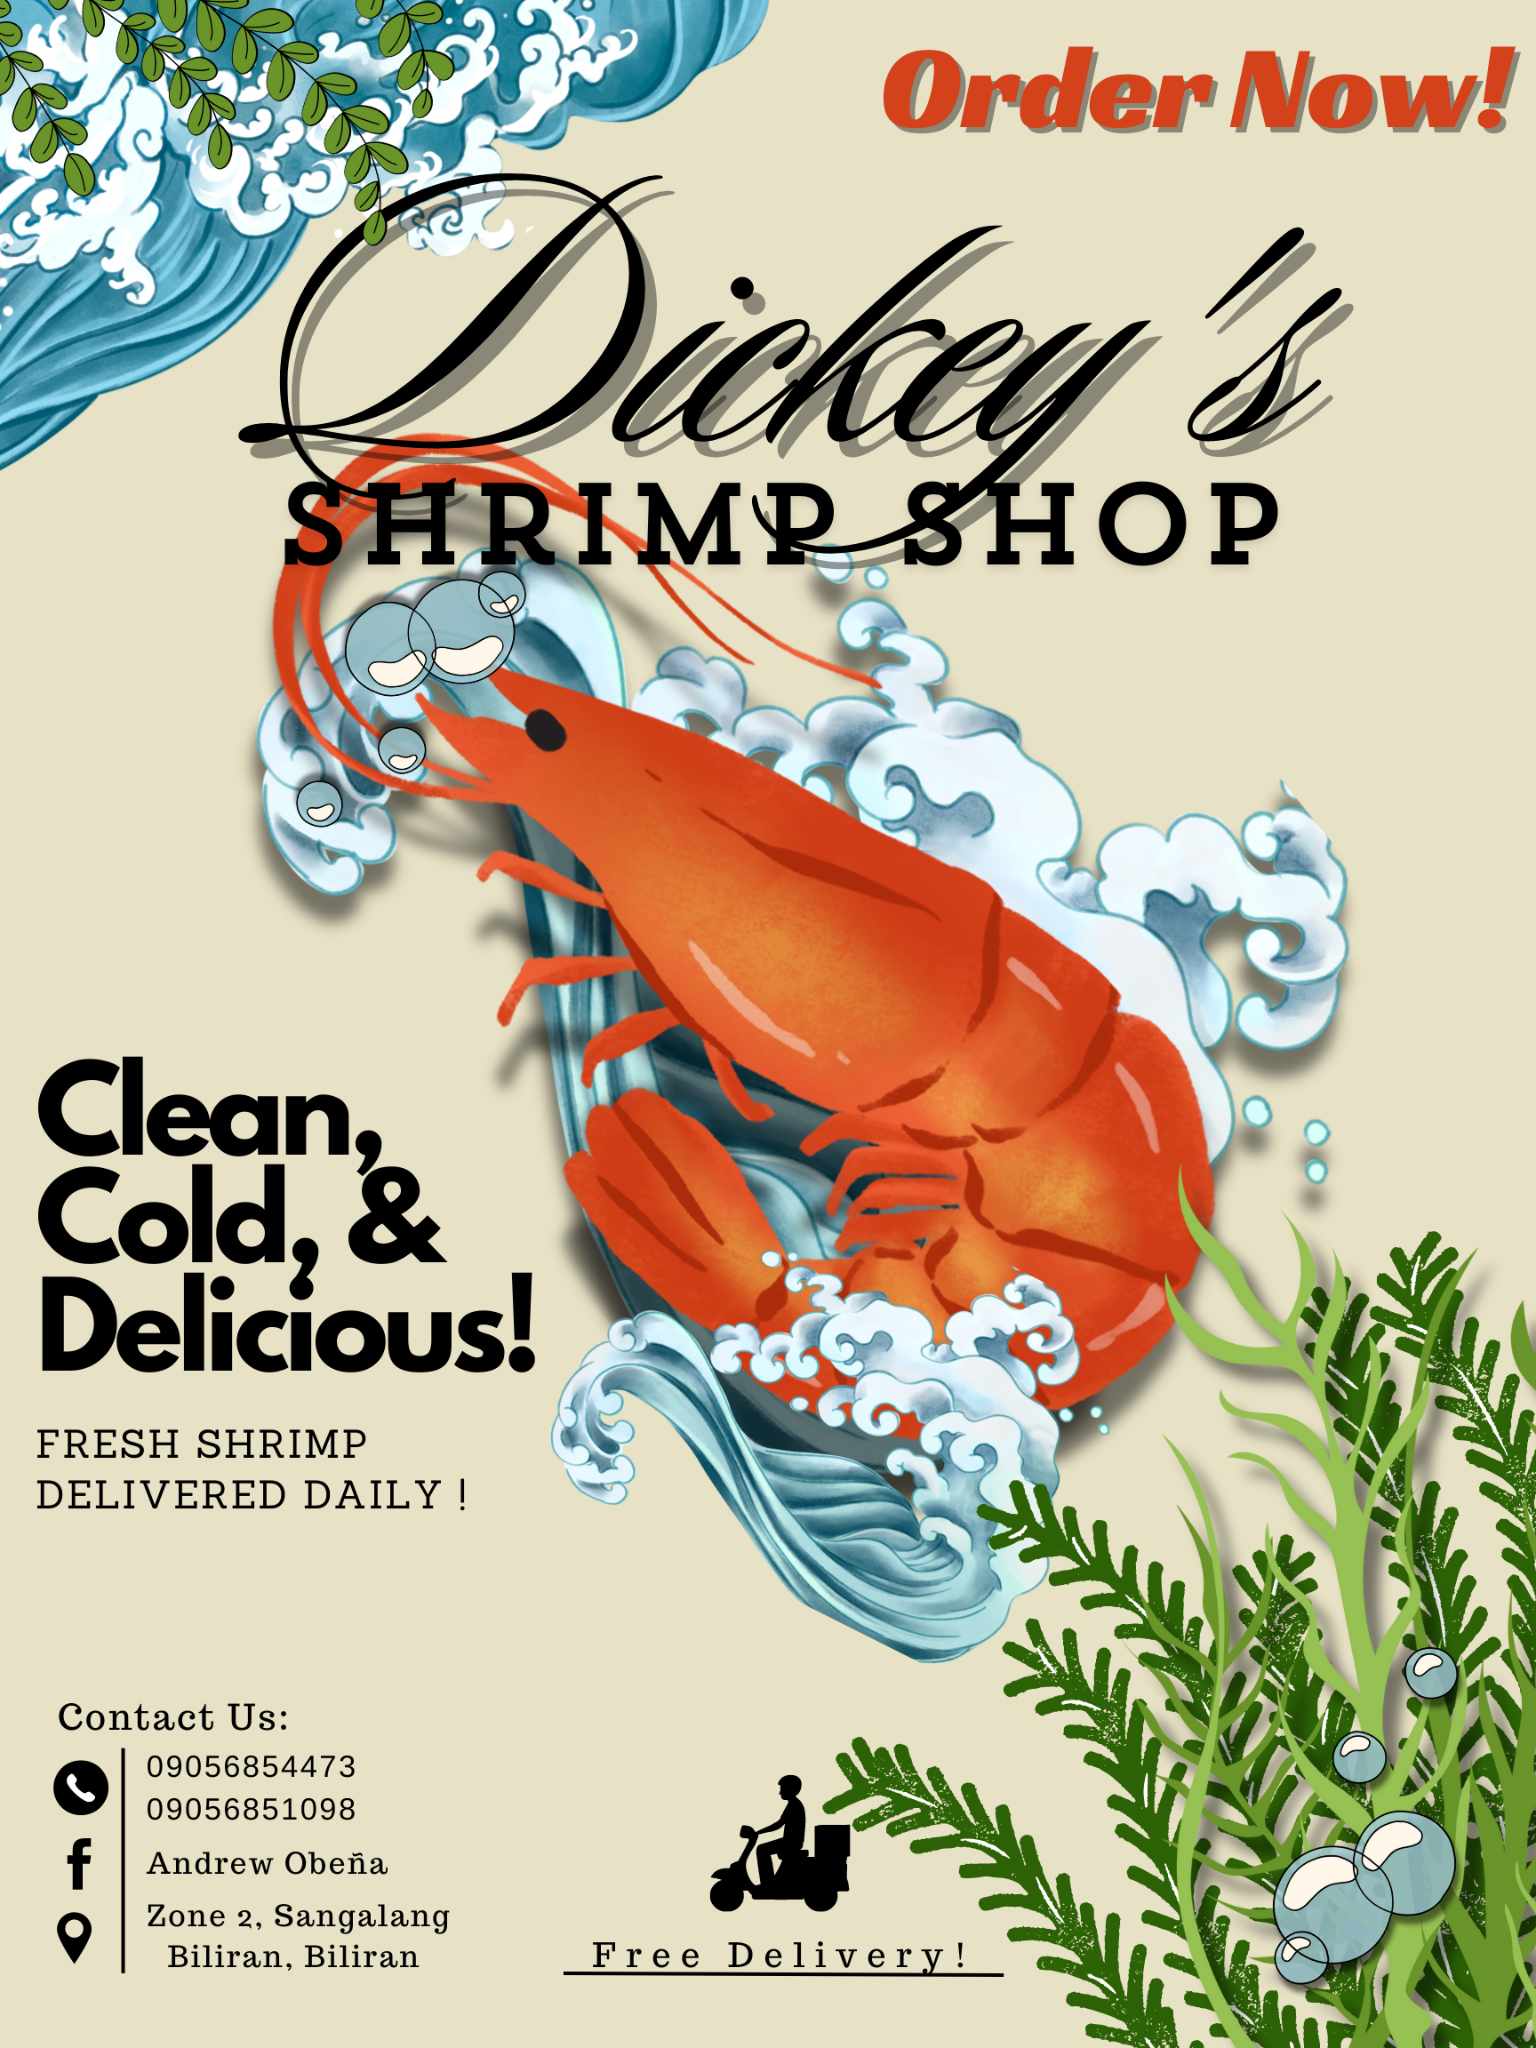 Order Now!
Dickey's
SHRIMP SHOP
Clean,
Cold, &
Delicious!
FRESH SHRIMP
DELIVERED DAILY !
Contact Us:
09056854473
09056851098
Andrew Obeña
Zone 2, Sangalang
Biliran, Biliran
Free Delivery!